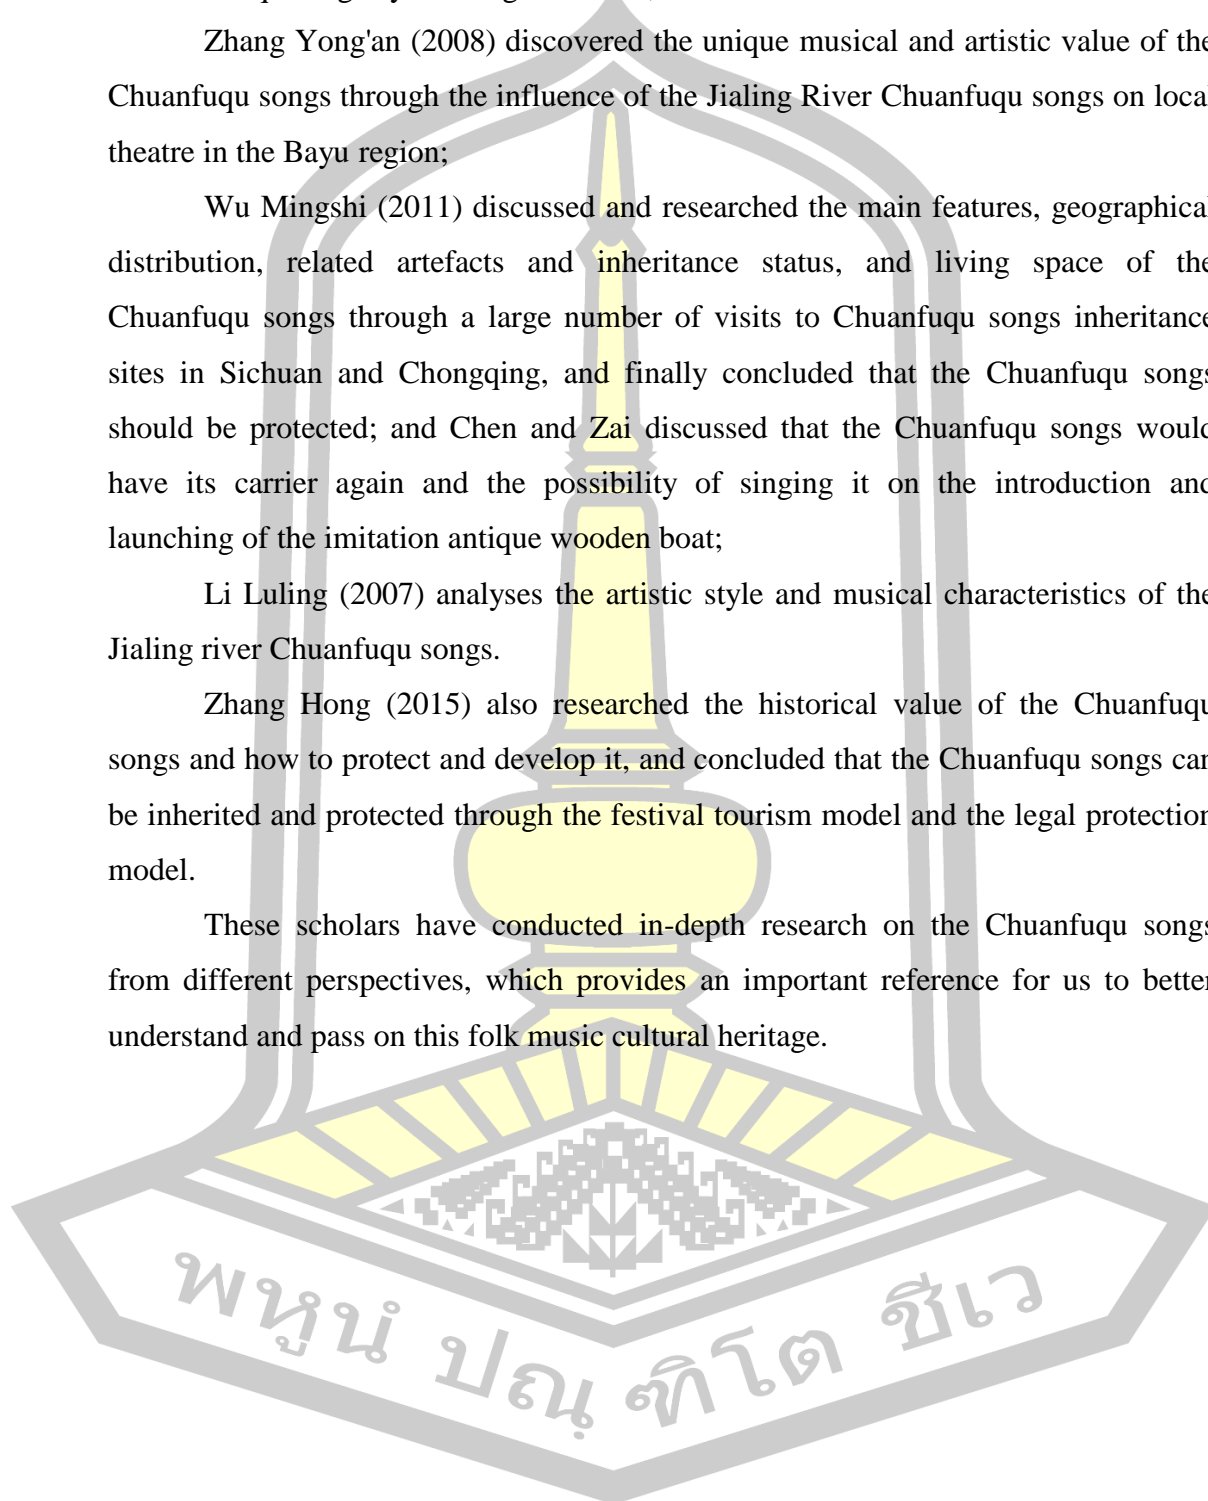 Zhang Yong'an (2008) discovered the unique musical and artistic value of the
Chuanfuqu songs through the influence of the Jialing River Chuanfuqu songs on local
theatre in the Bayu region;
Wu Mingshi (2011) discussed and researched the main features, geographical
distribution, related artefacts and inheritance status, and living space of the
Chuanfuqu songs through a large number of visits to Chuanfuqu songs inheritance
sites in Sichuan and Chongqing, and finally concluded that the Chuanfuqu songs
should be protected; and Chen and Zai discussed that the Chuanfuqu songs would
have its carrier again and the possibility of singing it on the introduction and
launching of the imitation antique wooden boat;
Li Luling (2007) analyses the artistic style and musical characteristics of the
Jialing river Chuanfuqu songs.
Zhang Hong (2015) also researched the historical value of the Chuanfuqu
songs and how to protect and develop it, and concluded that the Chuanfuqu songs can
be inherited and protected through the festival tourism model and the legal protection
model.
These scholars have conducted in-depth research on the Chuanfuqu songs
from different perspectives, which provides an important reference for us to better
understand and pass on this folk music cultural heritage.
พหูนํ ปณฺฑิโต ชีเว